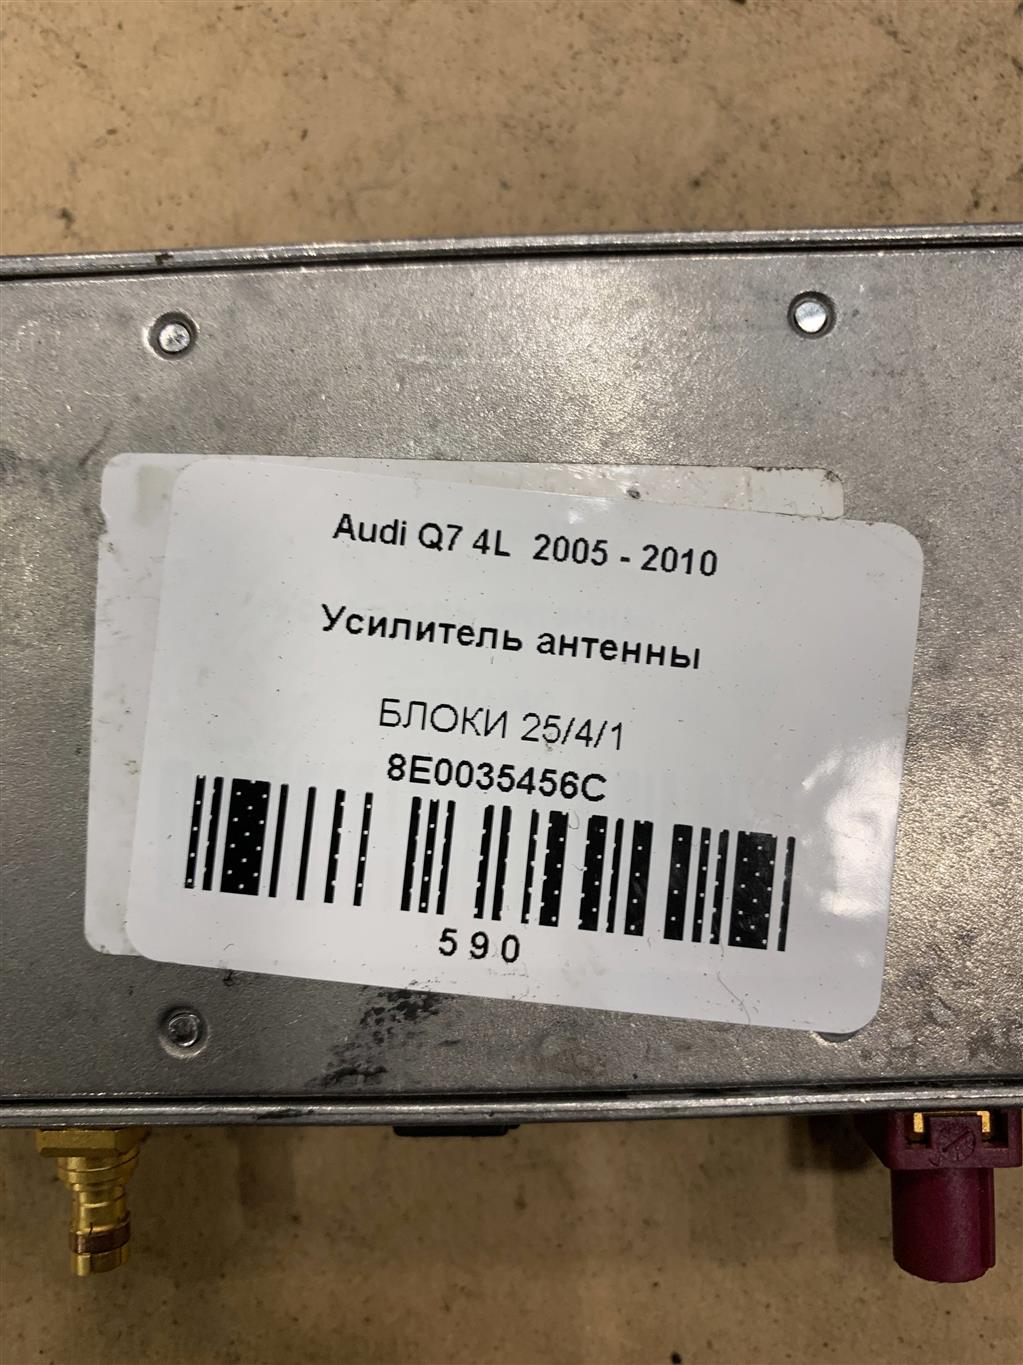 Audi Q7 4L 2005 - 2010
Усилитель антенны
БЛОКИ 25/4/1
8E0035456C
590